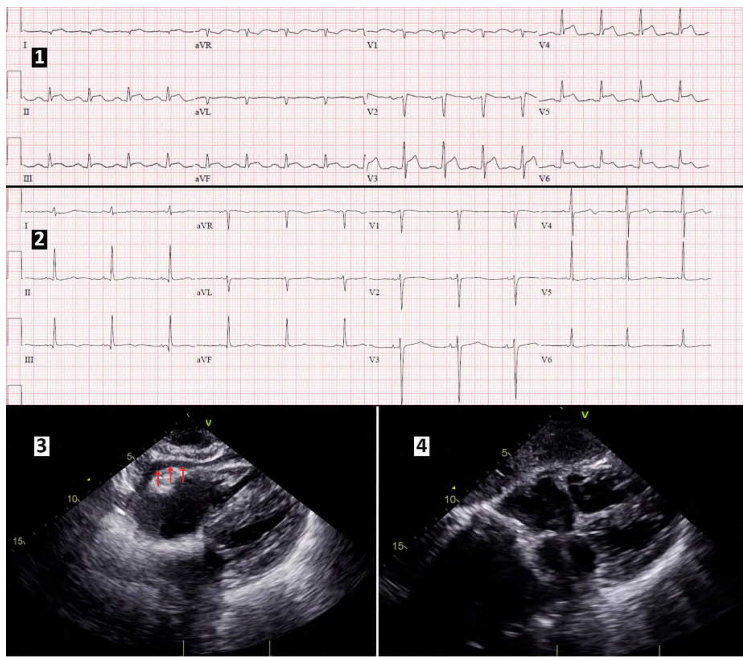 1
I aVR V1 V4
II aVL V2 V5
III aVF V3 V6
2
I aVR V1 V4
II aVL V2 V5
III aVF V3 V6
3
V
5
10
15
4
V
5
10
15